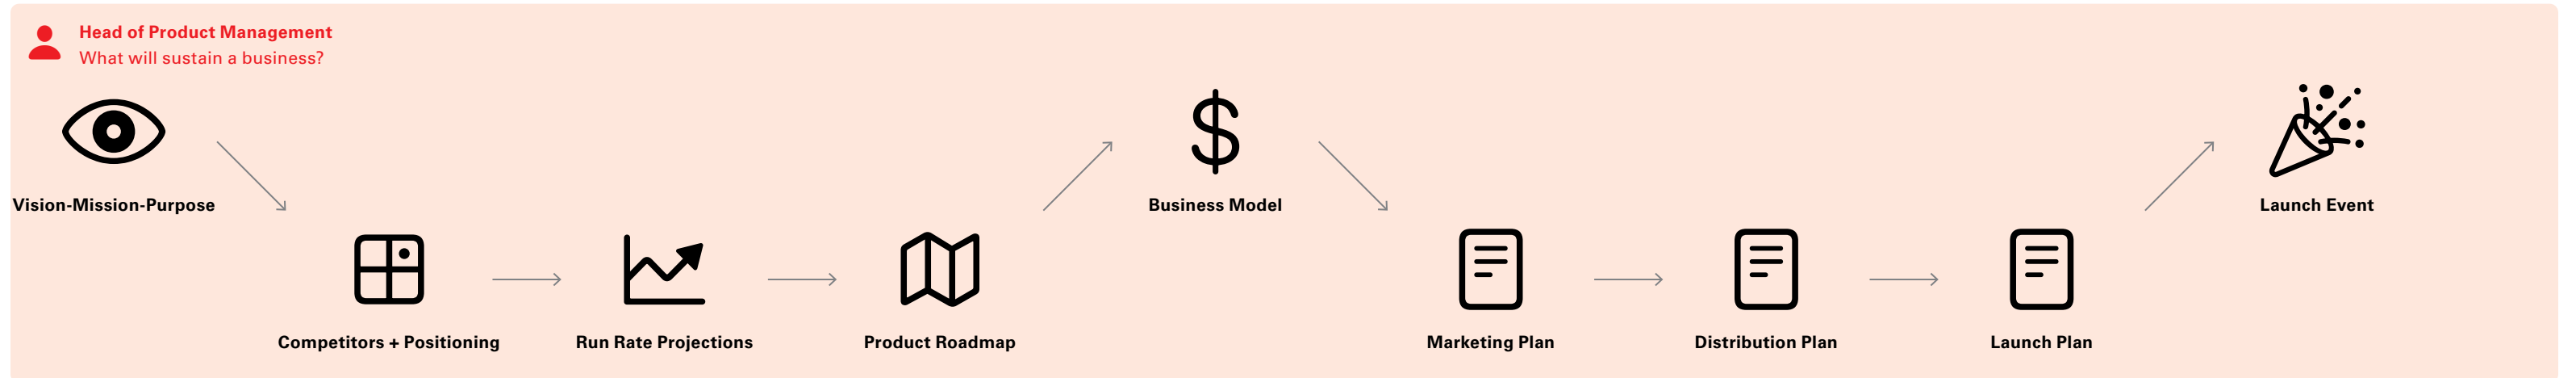 Head of Product Management
What will sustain a business?
Vision-Mission-Purpose
Competitors + Positioning
Run Rate Projections
Product Roadmap
Business Model
Marketing Plan
Distribution Plan
Launch Plan
Launch Event